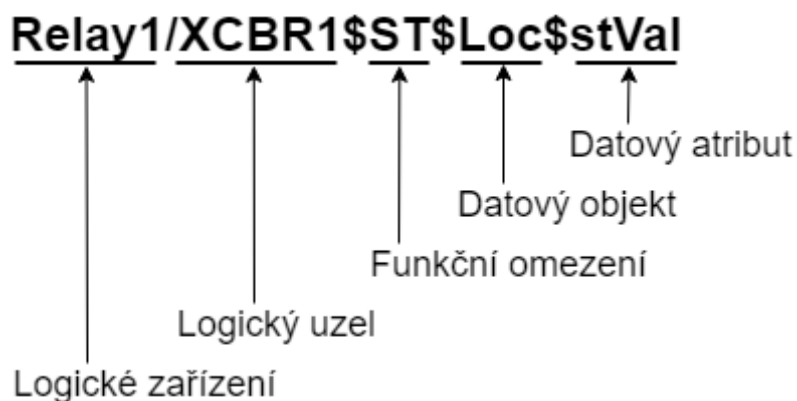 Relay1/XCBR1$ST$Loc$stVal
Datový atribut
Datový objekt
Funkční omezení
Logický uzel
Logické zařízení